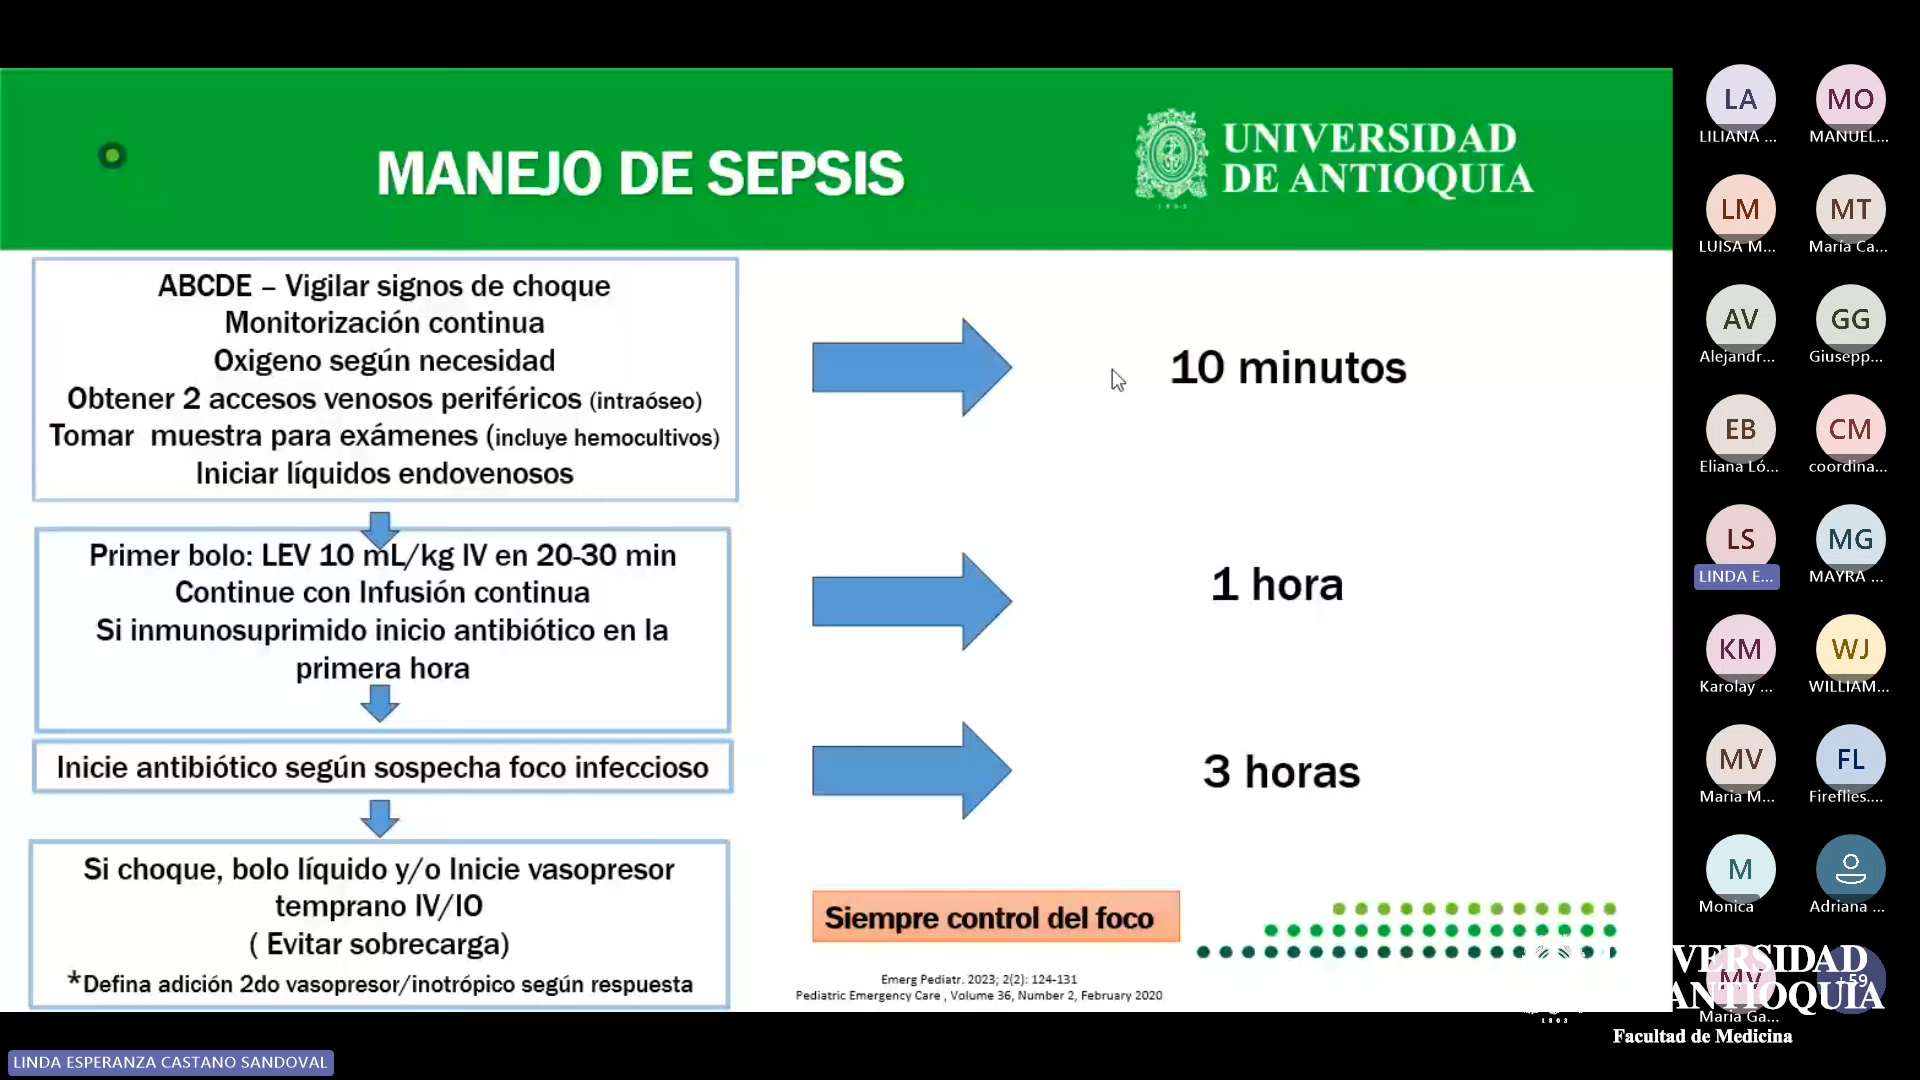 MANEJO DE SEPSIS
UNIVERSIDAD
DE ANTIOQUIA
1803
ABCDE – Vigilar signos de choque
Monitorización continua
Oxigeno según necesidad
Obtener 2 accesos venosos periféricos (intraóseo)
Tomar muestra para exámenes (incluye hemocultivos)
Iniciar líquidos endovenosos
10 minutos
Primer bolo: LEV 10 mL/kg IV en 20-30 min
Continue con Infusión continua
Si inmunosuprimido inicio antibiótico en la
primera hora
1 hora
Inicie antibiótico según sospecha foco infeccioso
3 horas
Si choque, bolo líquido y/o Inicie vasopresor
temprano IV/IO
( Evitar sobrecarga)
*Defina adición 2do vasopresor/inotrópico según respuesta
Siempre control del foco
Emerg Pediatr. 2023; 2(2): 124-131
Pediatric Emergency Care , Volume 36, Number 2, February 2020
LA
LILIANA ...
MO
MANUEL...
LM
LUISA M...
MT
María Ca...
AV
Alejandr...
GG
Giusepp...
EB
Eliana Ló...
CM
coordina...
LS
LINDA E...
MG
MAYRA ...
KM
Karolay ...
WJ
WILLIAM...
MV
Maria M...
FL
Fireflies....
M
Monica
Adriana ...
MV
Maria Ga...
+59
VERSIDAD
ANTIOQUIA
1803
Facultad de Medicina
LINDA ESPERANZA CASTANO SANDOVAL